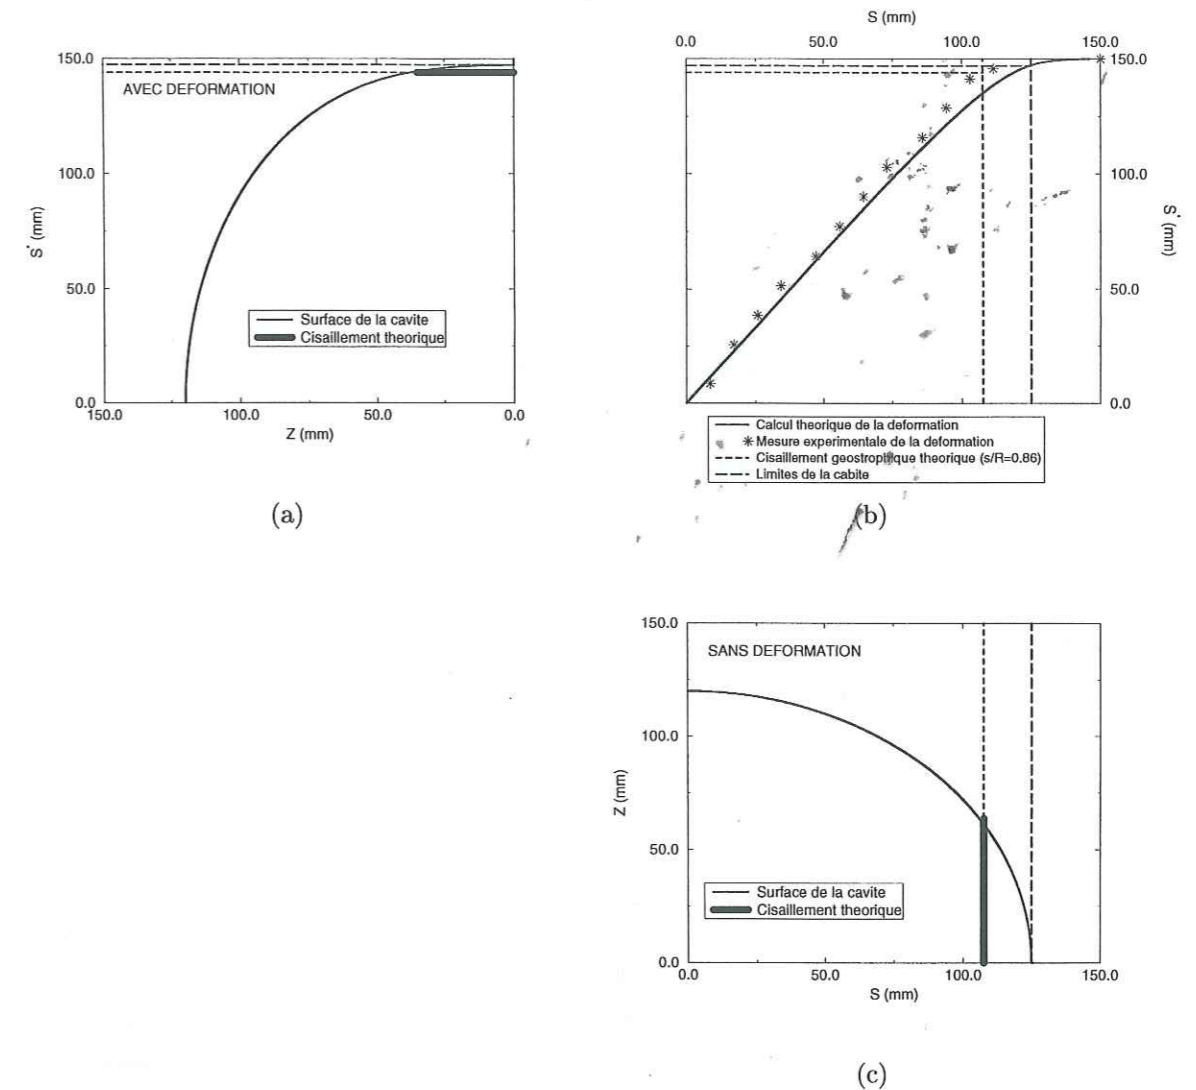 150.0
AVEC DEFORMATION
100.0
S* (mm)
50.0
Surface de la cavite
Cisaillement theorique
0.0
150.0 100.0 50.0 0.0
Z (mm)
(a)
S (mm)
0.0 50.0 100.0 150.0
150.0
100.0
S* (mm)
50.0
0.0
Calcul theorique de la deformation
Mesure experimentale de la deformation
Cisaillement geostrophique theorique (s/R=0.86)
Limites de la cabite
(b)
150.0
SANS DEFORMATION
100.0
Z (mm)
50.0
Surface de la cavite
Cisaillement theorique
0.0
0.0 50.0 100.0 150.0
S (mm)
(c)